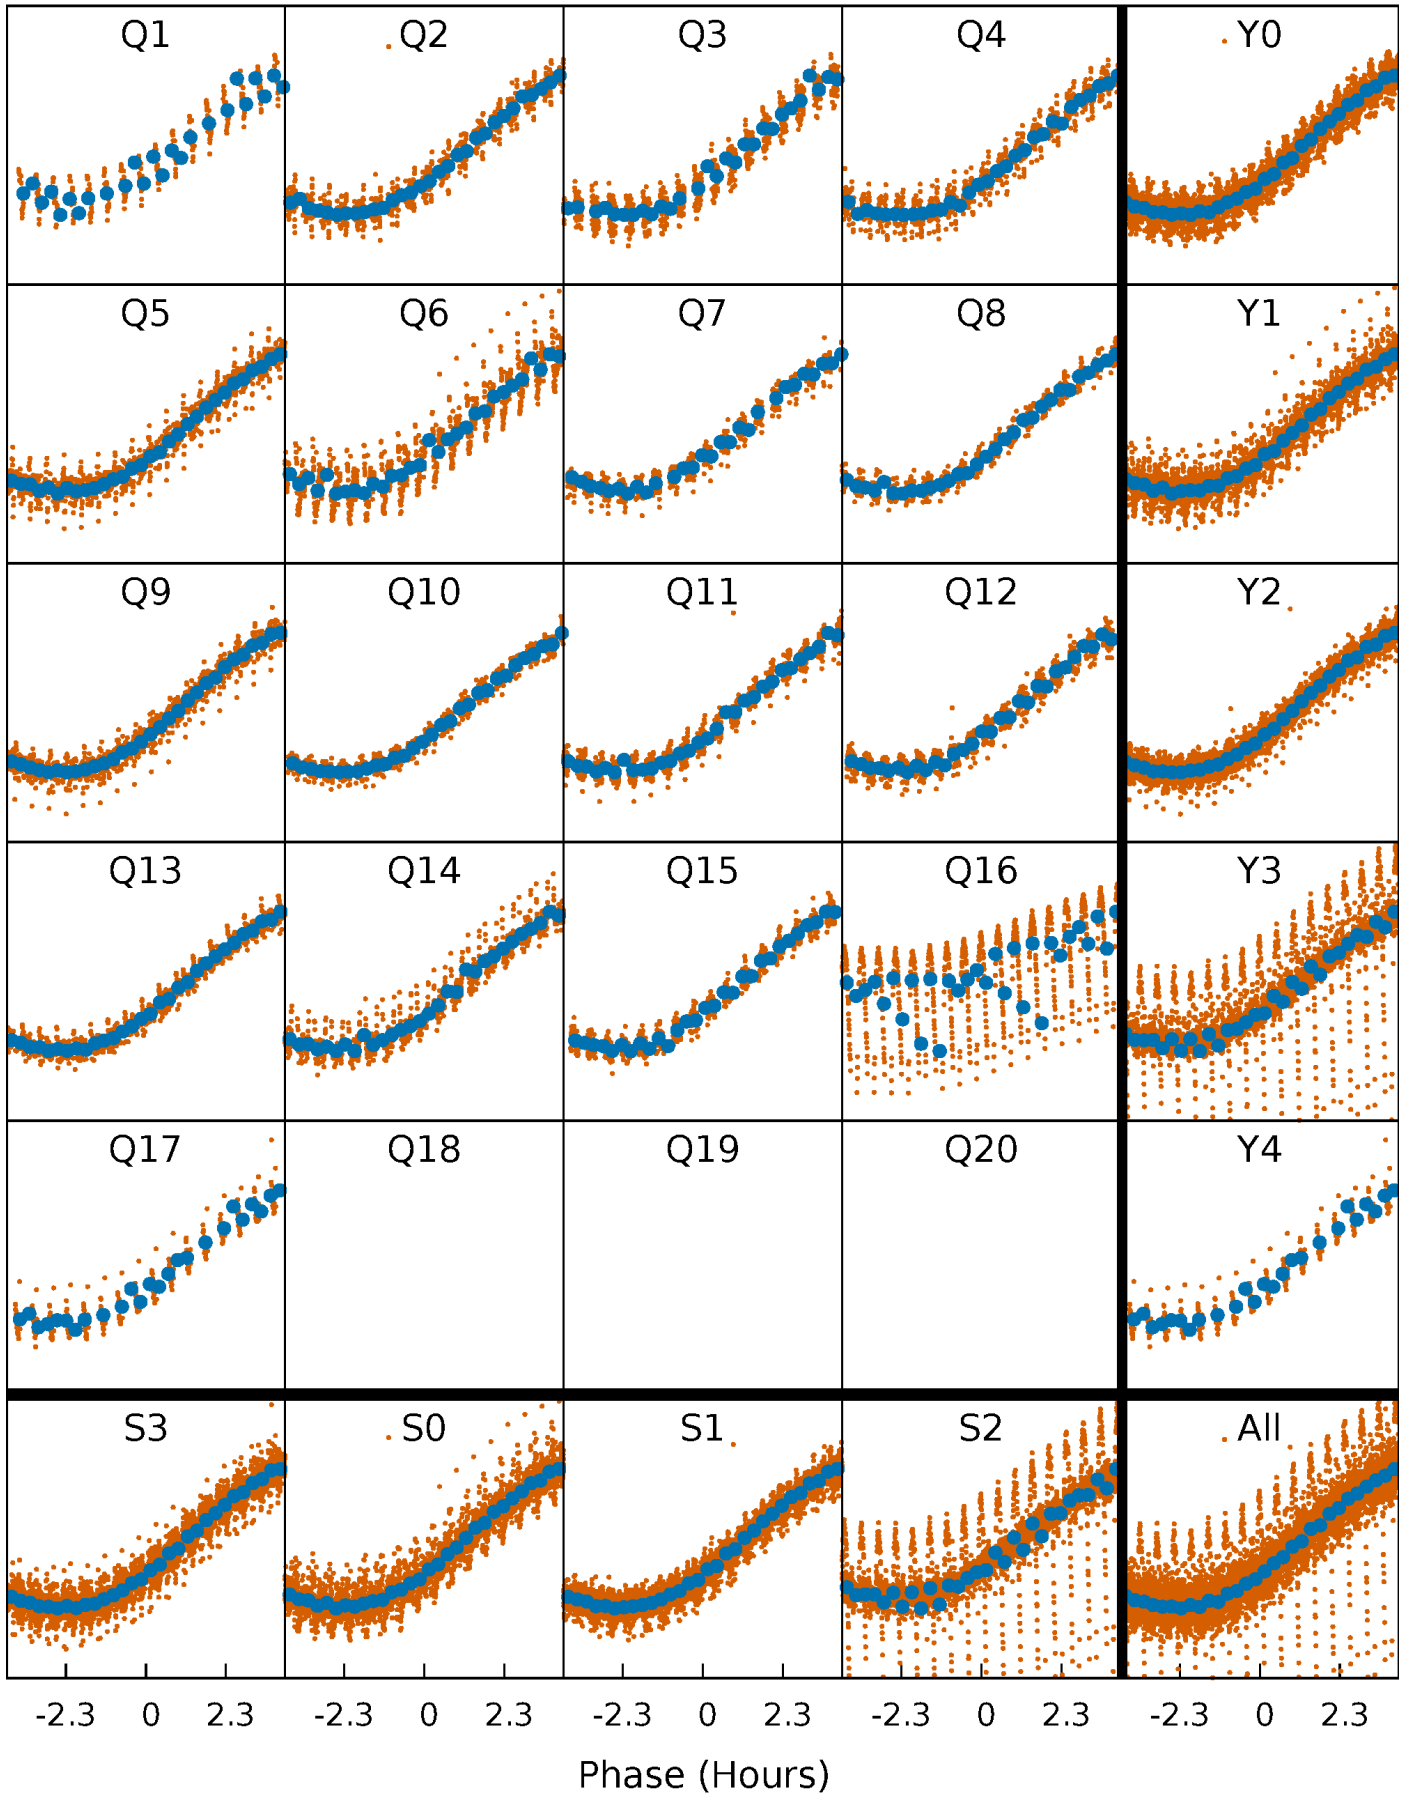 Q1 Q2 Q3 Q4 Y0
Q5 Q6 Q7 Q8 Y1
Q9 Q10 Q11 Q12 Y2
Q13 Q14 Q15 Q16 Y3
Q17 Q18 Q19 Q20 Y4
S3 S0 S1 S2 All
-2.3 0 2.3 -2.3 0 2.3 -2.3 0 2.3 -2.3 0 2.3 -2.3 0 2.3
Phase (Hours)